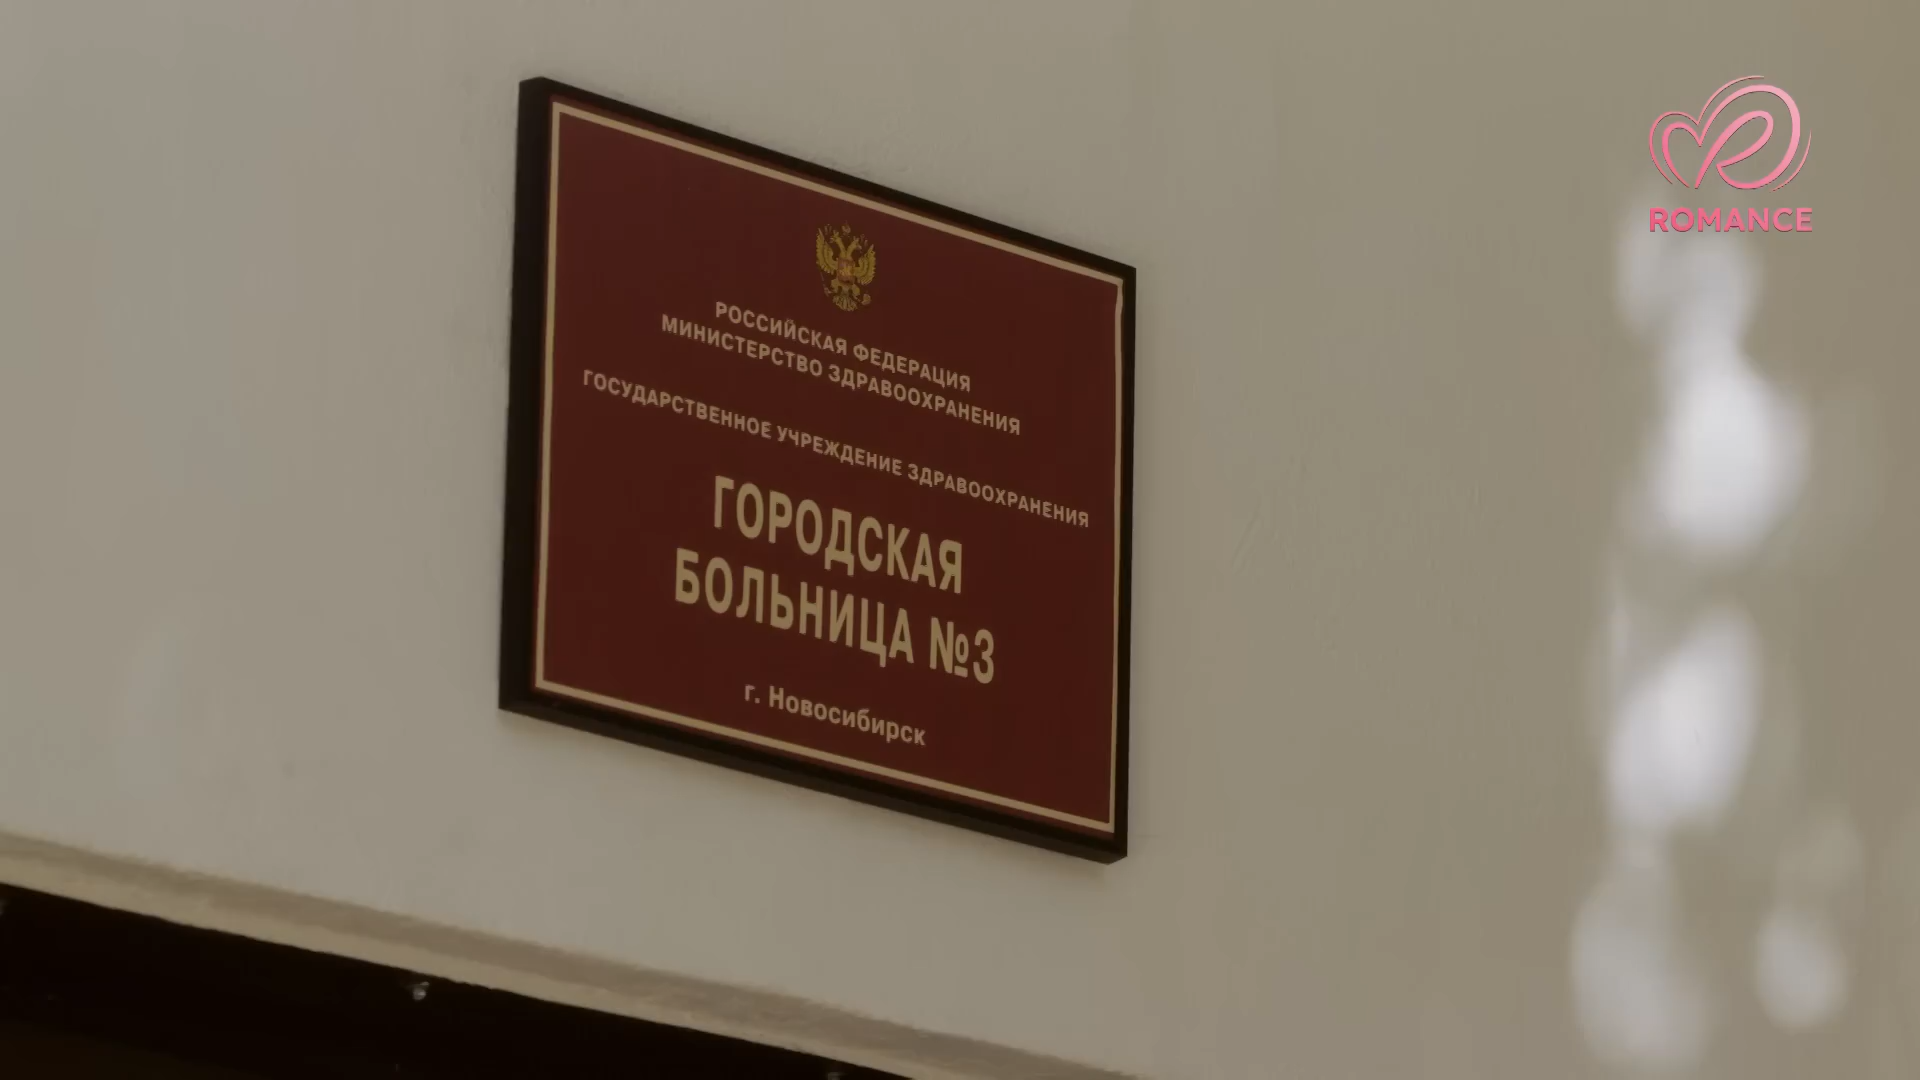 РОССИЙСКАЯ ФЕДЕРАЦИЯ
МИНИСТЕРСТВО ЗДРАВООХРАНЕНИЯ
ГОСУДАРСТВЕННОЕ УЧРЕЖДЕНИЕ ЗДРАВООХРАНЕНИЯ
ГОРОДСКАЯ
БОЛЬНИЦА №3
г. Новосибирск
ROMANCE